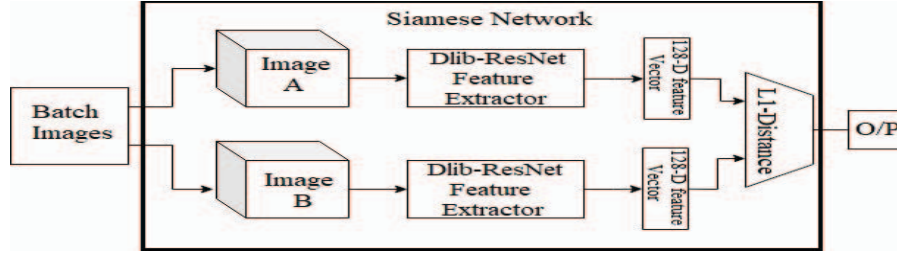 Siamese Network
Batch
Images
Image
A
Dlib-ResNet
Feature
Extractor
128-D feature
Vector
Image
B
Dlib-ResNet
Feature
Extractor
128-D feature
Vector
L1-Distance
O/P